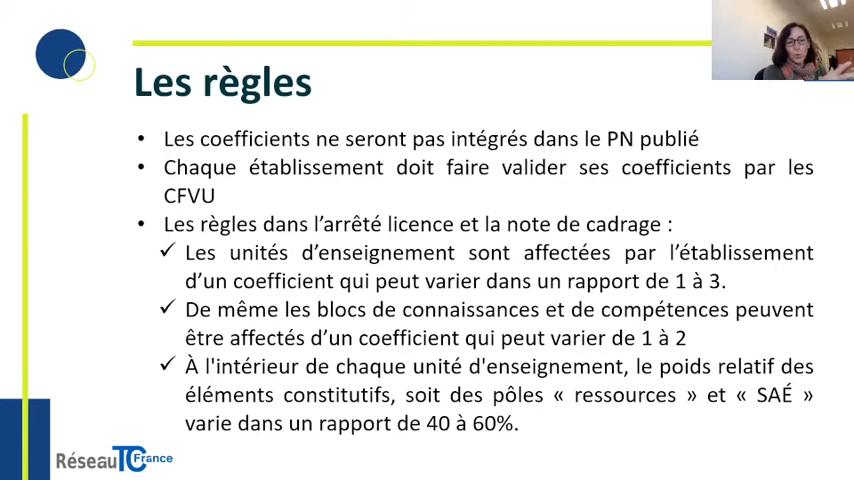 Les règles
• Les coefficients ne seront pas intégrés dans le PN publié
• Chaque établissement doit faire valider ses coefficients par les
CFVU
• Les règles dans l’arrêté licence et la note de cadrage :
✓ Les unités d’enseignement sont affectées par l’établissement
d’un coefficient qui peut varier dans un rapport de 1 à 3.
✓ De même les blocs de connaissances et de compétences peuvent
être affectés d’un coefficient qui peut varier de 1 à 2
✓ À l'intérieur de chaque unité d'enseignement, le poids relatif des
éléments constitutifs, soit des pôles « ressources » et « SAÉ »
varie dans un rapport de 40 à 60%.
Réseau TC France